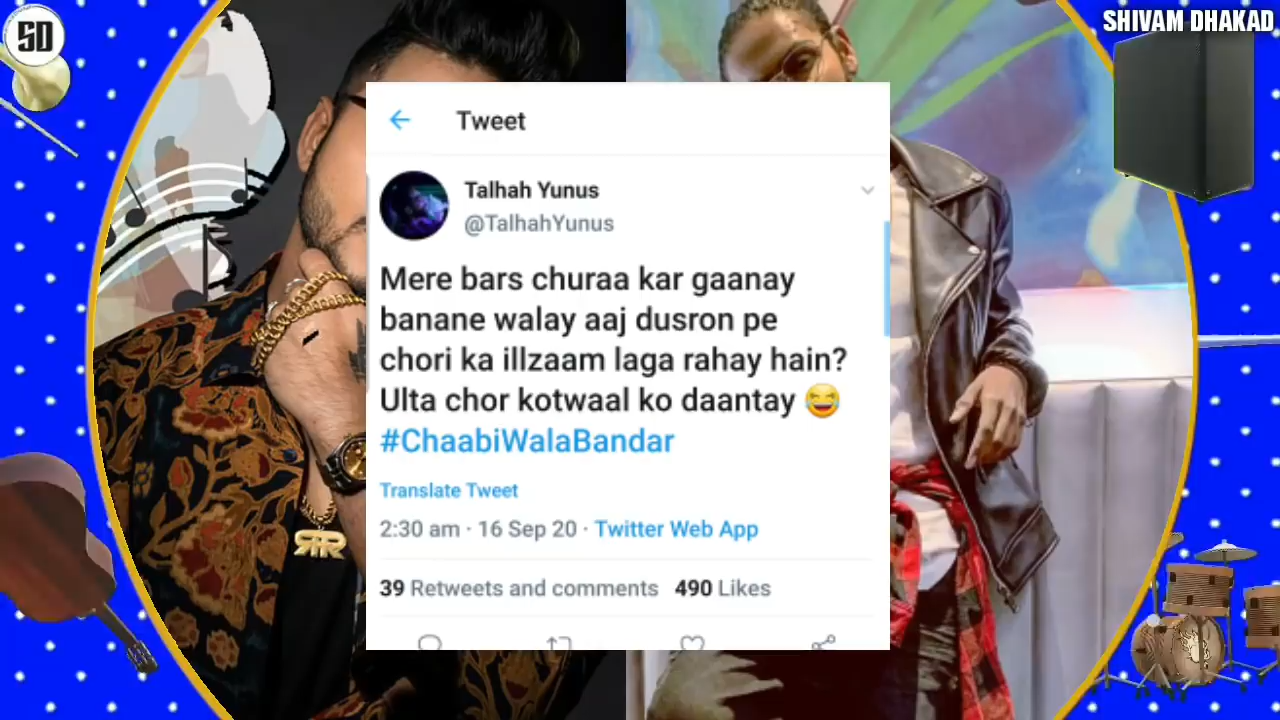 SD
SHIVAM DHAKAD
Tweet
Talhah Yunus
@TalhahYunus
Mere bars churaa kar gaanay
banane walay aaj dusron pe
chori ka illzaam laga rahay hain?
Ulta chor kotwaal ko daantay 😂
#ChaabiWalaBandar
Translate Tweet
2:30 am · 16 Sep 20 · Twitter Web App
39 Retweets and comments 490 Likes